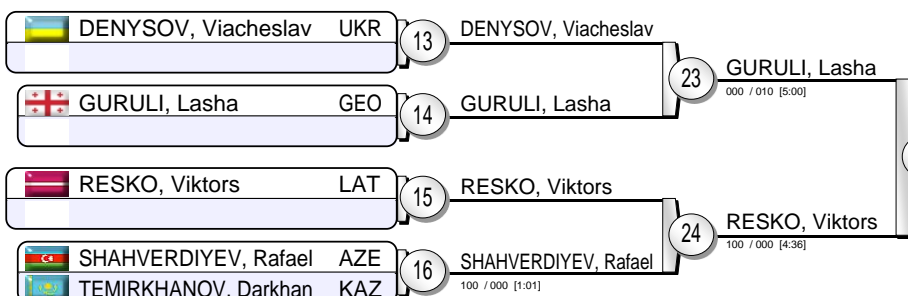 DENYSOV, Viacheslav UKR
13
DENYSOV, Viacheslav
23
GURULI, Lasha
000 / 010 [5:00]
GURULI, Lasha GEO
14
GURULI, Lasha
RESKO, Viktors LAT
15
RESKO, Viktors
24
RESKO, Viktors
100 / 000 [4:36]
SHAHVERDIYEV, Rafael AZE
16
SHAHVERDIYEV, Rafael
100 / 000 [1:01]
TEMIRKHANOV, Darkhan KAZ